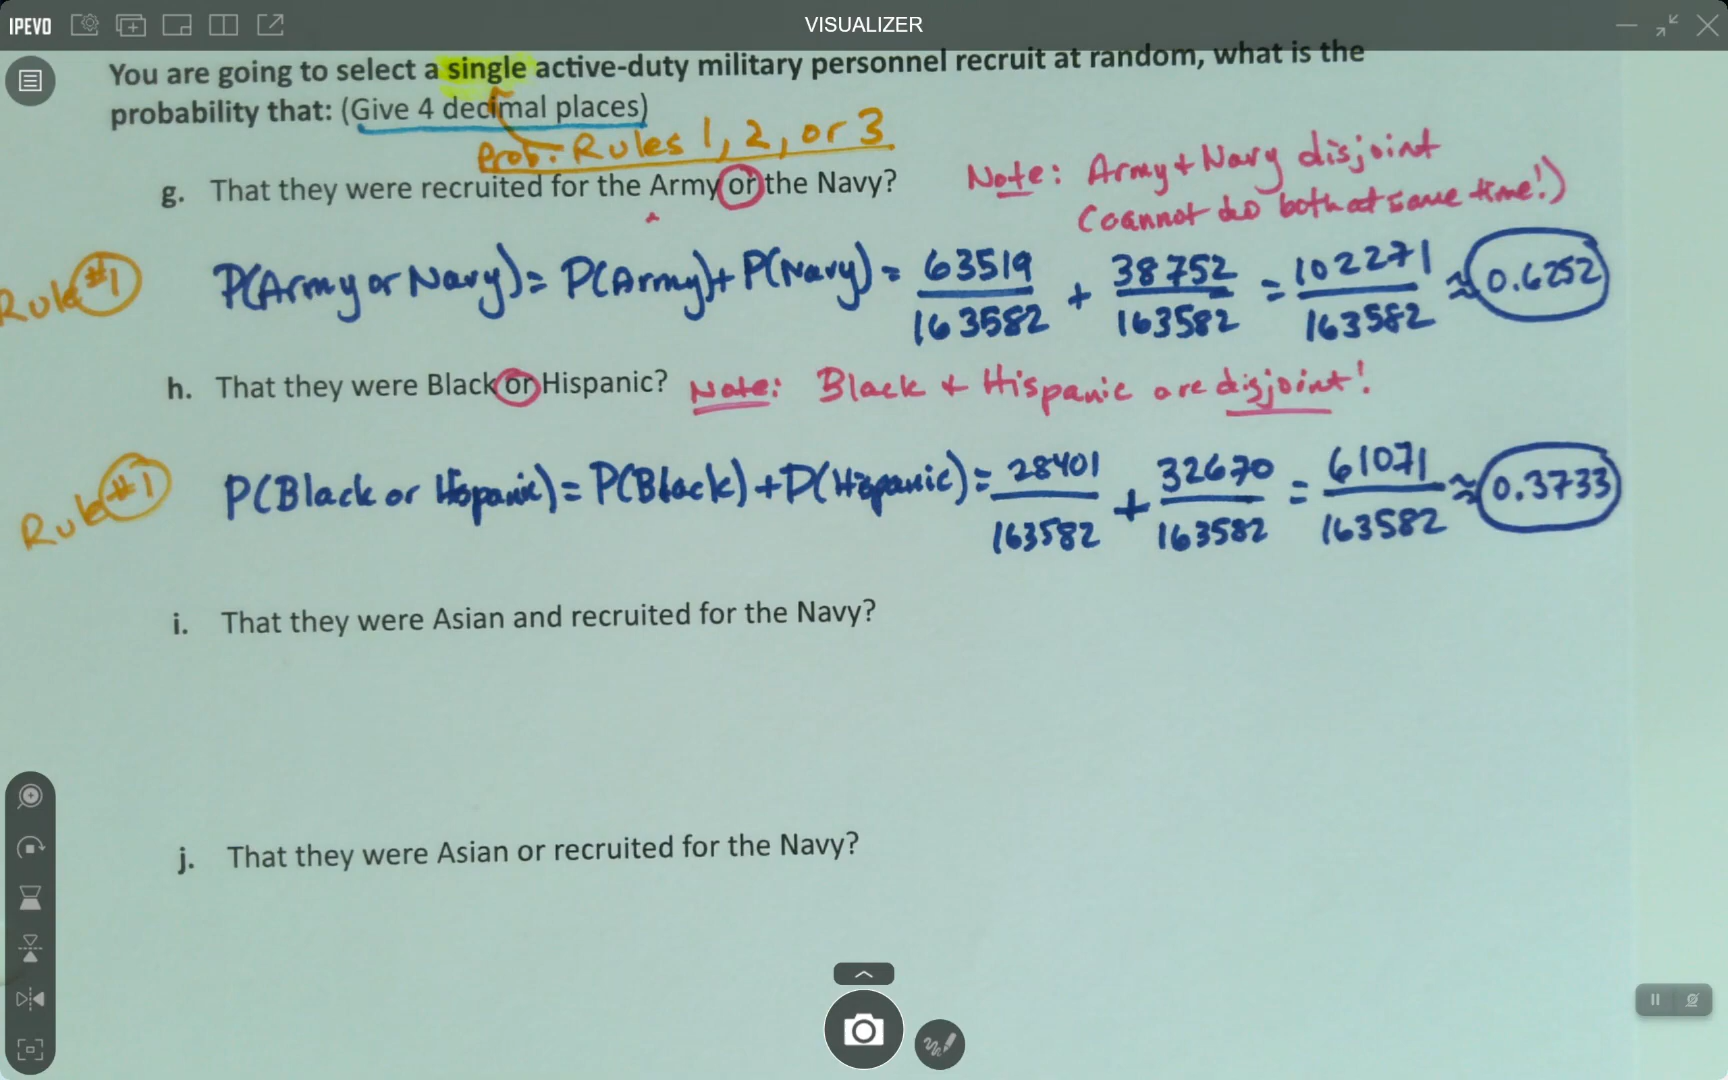 IPEVO
VISUALIZER
You are going to select a single active-duty military personnel recruit at random, what is the
probability that: (Give 4 decimal places)
Prob. Rules 1, 2, or 3
g. That they were recruited for the Army or the Navy?
Note: Army + Navy disjoint
(cannot do both at same time!)
Rule #1
P(Army or Navy) = P(Army) + P(Navy) = 63519/163582 + 38752/163582 = 102271/163582 ≈ 0.6252
h. That they were Black or Hispanic?
Note: Black + Hispanic are disjoint!
Rule #1
P(Black or Hispanic) = P(Black) + P(Hispanic) = 28401/163582 + 32670/163582 = 61071/163582 ≈ 0.3733
i. That they were Asian and recruited for the Navy?
j. That they were Asian or recruited for the Navy?